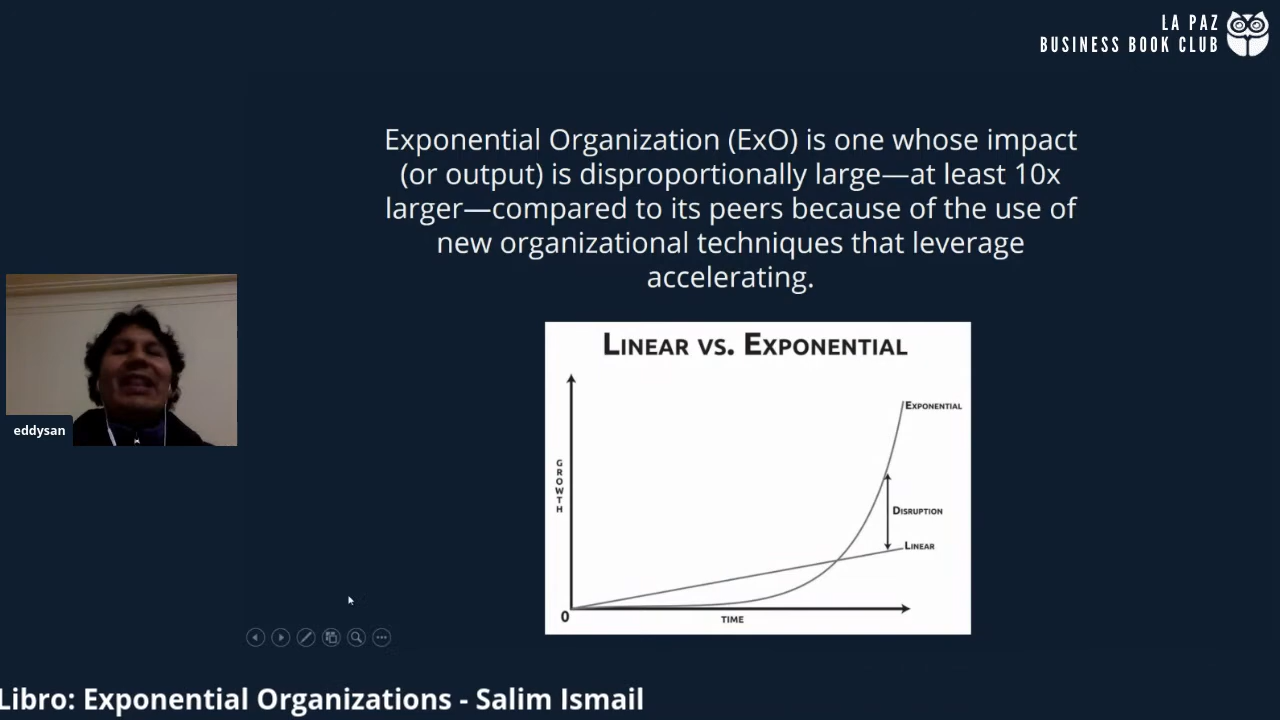 LA PAZ
BUSINESS BOOK CLUB
Exponential Organization (ExO) is one whose impact
(or output) is disproportionally large—at least 10x
larger—compared to its peers because of the use of
new organizational techniques that leverage
accelerating.
LINEAR VS. EXPONENTIAL
EXPONENTIAL
GROWTH
DISRUPTION
LINEAR
0
TIME
eddysan
Libro: Exponential Organizations - Salim Ismail